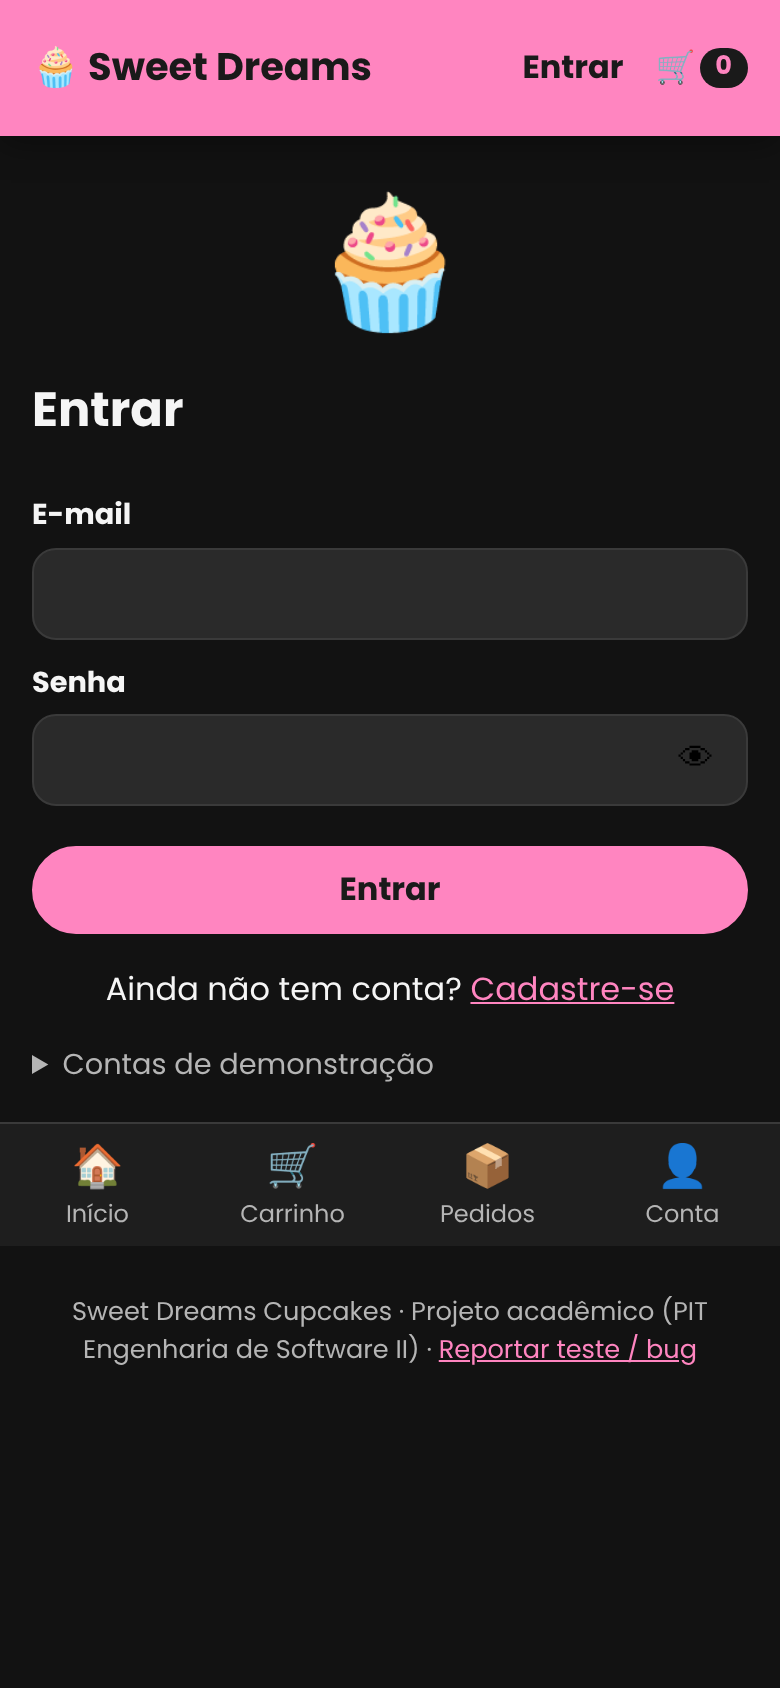 Sweet Dreams
Entrar
0
Entrar
E-mail
Senha
Entrar
Ainda não tem conta? Cadastre-se
Contas de demonstração
Início
Carrinho
Pedidos
Conta
Sweet Dreams Cupcakes · Projeto acadêmico (PIT
Engenharia de Software II) · Reportar teste / bug